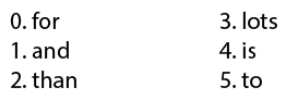 0. for
1. and
2. than
3. lots
4. is
5. to